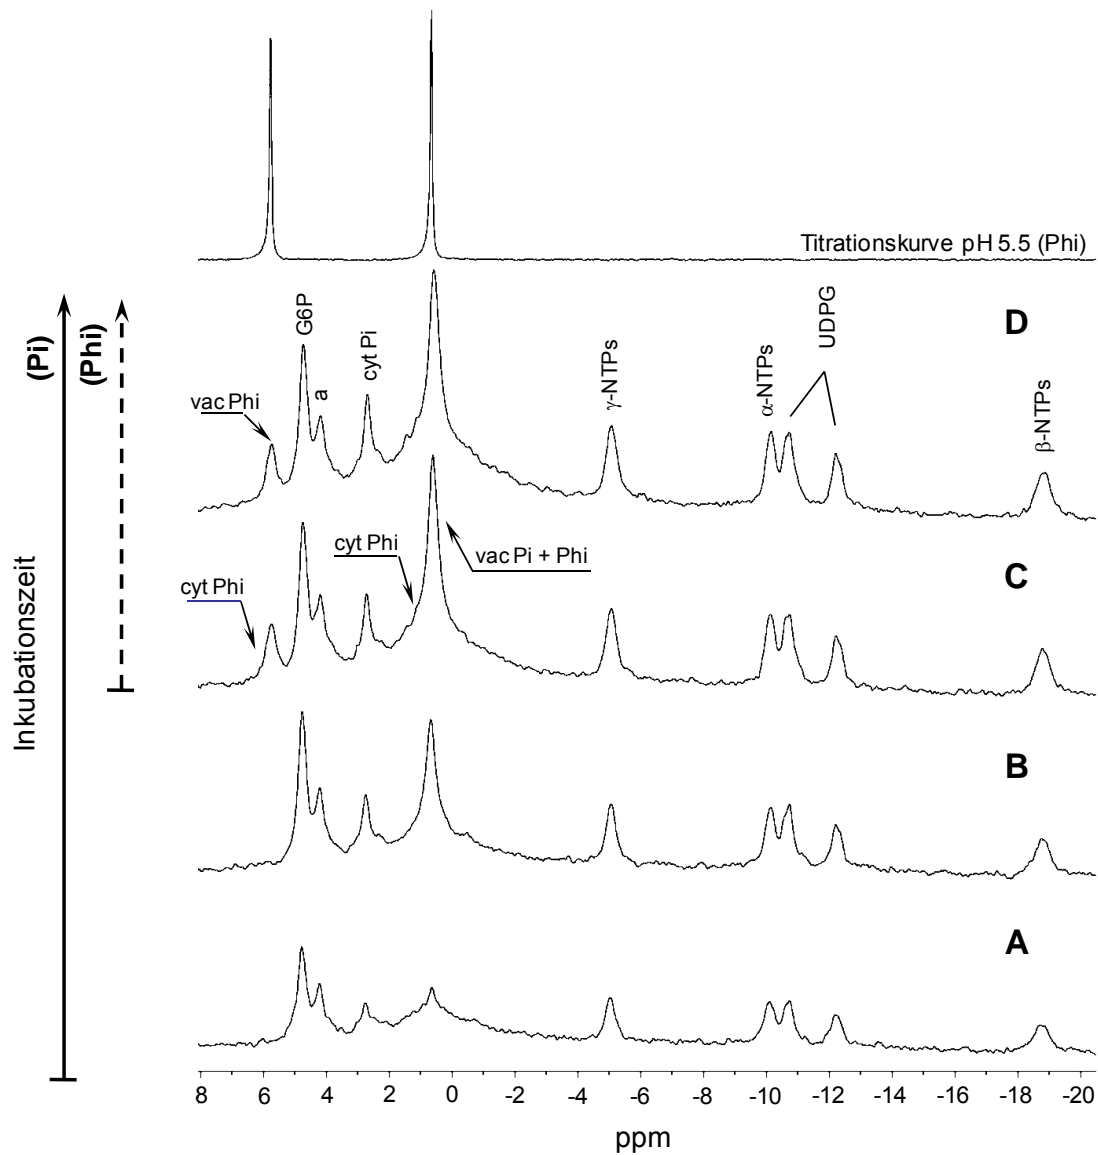 Titrationskurve pH 5.5 (Phi)
(Pi)
(Phi)
G6P
a
cyt Pi
γ-NTPs
α-NTPs
UDPG
β-NTPs
D
vac Phi
cyt Phi
cyt Phi
vac Pi + Phi
C
Inkubationszeit
B
A
8 6 4 2 0 -2 -4 -6 -8 -10 -12 -14 -16 -18 -20
ppm